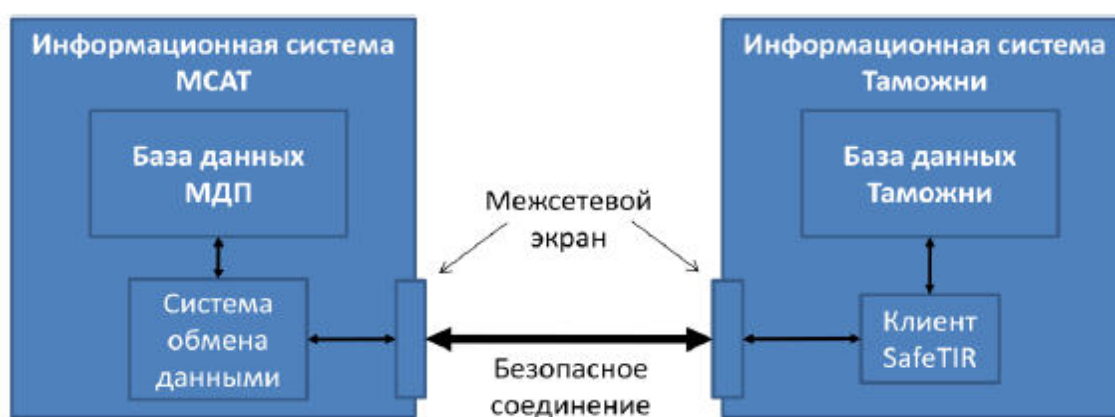 Информационная система
МСАТ
База данных
МДП
Система
обмена
данными
Межсетевой
экран
Безопасное
соединение
Информационная система
Таможни
База данных
Таможни
Клиент
SafeTIR